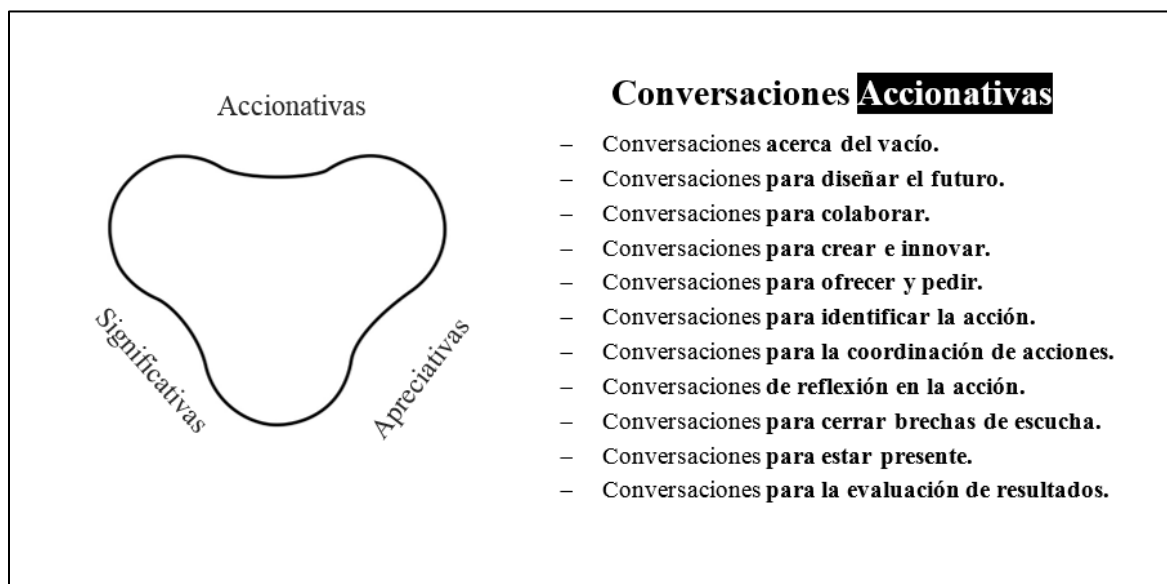 Accionativas
Significativas
Apreciativas
Conversaciones Accionativas
– Conversaciones acerca del vacío.
– Conversaciones para diseñar el futuro.
– Conversaciones para colaborar.
– Conversaciones para crear e innovar.
– Conversaciones para ofrecer y pedir.
– Conversaciones para identificar la acción.
– Conversaciones para la coordinación de acciones.
– Conversaciones de reflexión en la acción.
– Conversaciones para cerrar brechas de escucha.
– Conversaciones para estar presente.
– Conversaciones para la evaluación de resultados.